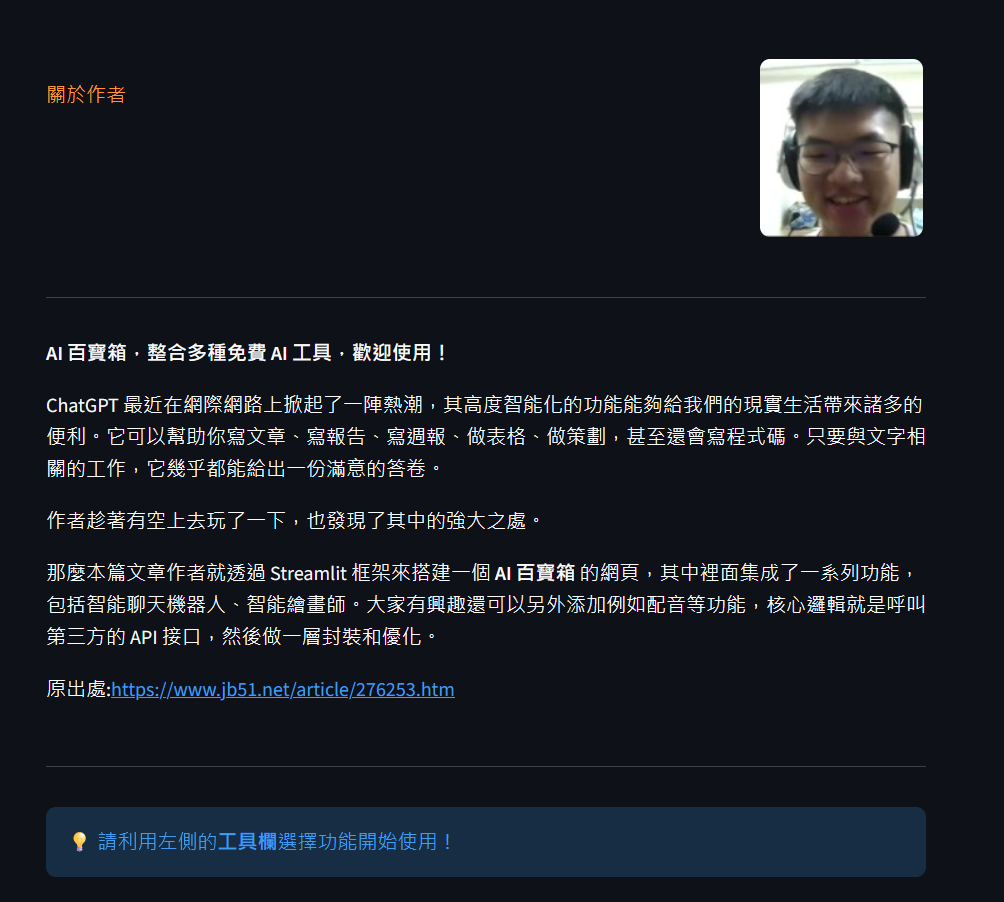 關於作者
AI 百寶箱，整合多種免費 AI 工具，歡迎使用！
ChatGPT 最近在網際網路上掀起了一陣熱潮，其高度智能化的功能能夠給我們的現實生活帶來諸多的
便利。它可以幫助你寫文章、寫報告、寫週報、做表格、做策劃，甚至還會寫程式碼。只要與文字相
關的工作，它幾乎都能給出一份滿意的答卷。
作者趁著有空上去玩了一下，也發現了其中的強大之處。
那麼本篇文章作者就透過 Streamlit 框架來搭建一個 AI 百寶箱 的網頁，其中裡面集成了一系列功能，
包括智能聊天機器人、智能繪畫師。大家有興趣還可以另外添加例如配音等功能，核心邏輯就是呼叫
第三方的 API 接口，然後做一層封裝和優化。
原出處:https://www.jb51.net/article/276253.htm
💡 請利用左側的工具欄選擇功能開始使用！